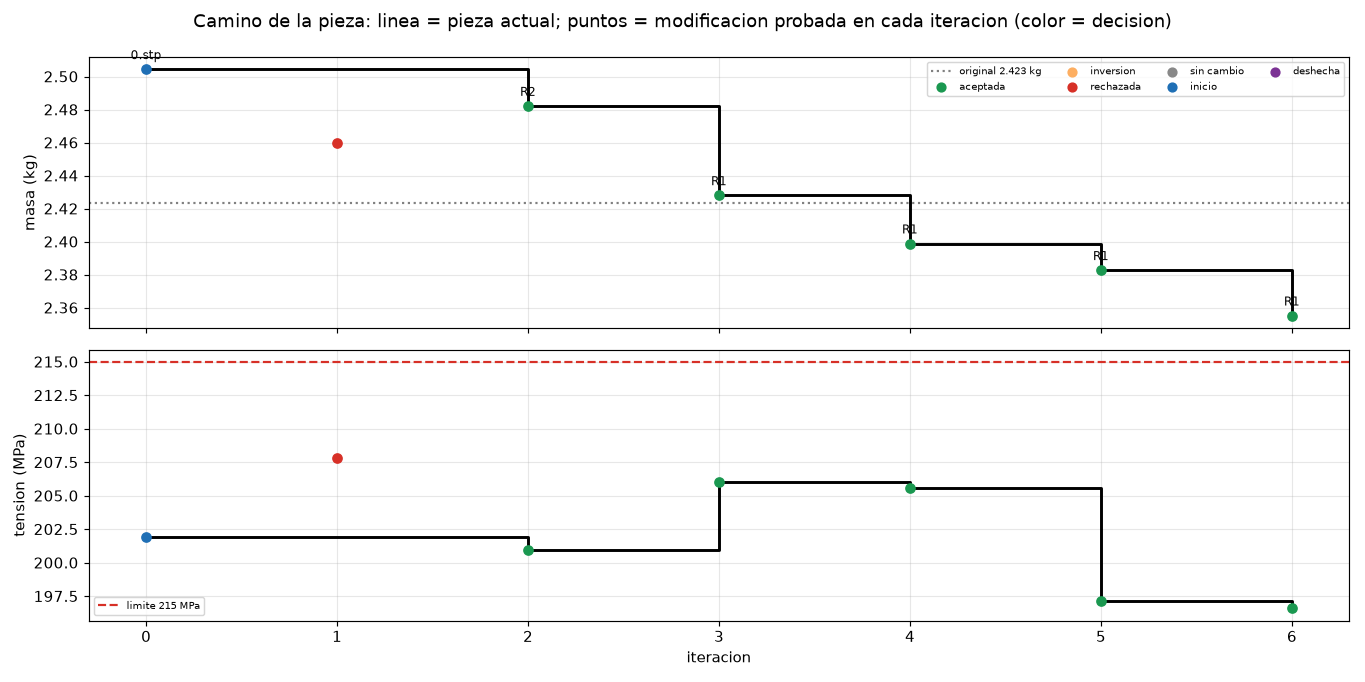 Camino de la pieza: linea = pieza actual; puntos = modificacion probada en cada iteracion (color = decision)
0.stp
R2
R1
R1
R1
R1
original 2.423 kg
aceptada
inversion
rechazada
sin cambio
inicio
deshecha
masa (kg)
2.50
2.48
2.46
2.44
2.42
2.40
2.38
2.36
tension (MPa)
215.0
212.5
210.0
207.5
205.0
202.5
200.0
197.5
limite 215 MPa
0 1 2 3 4 5 6
iteracion